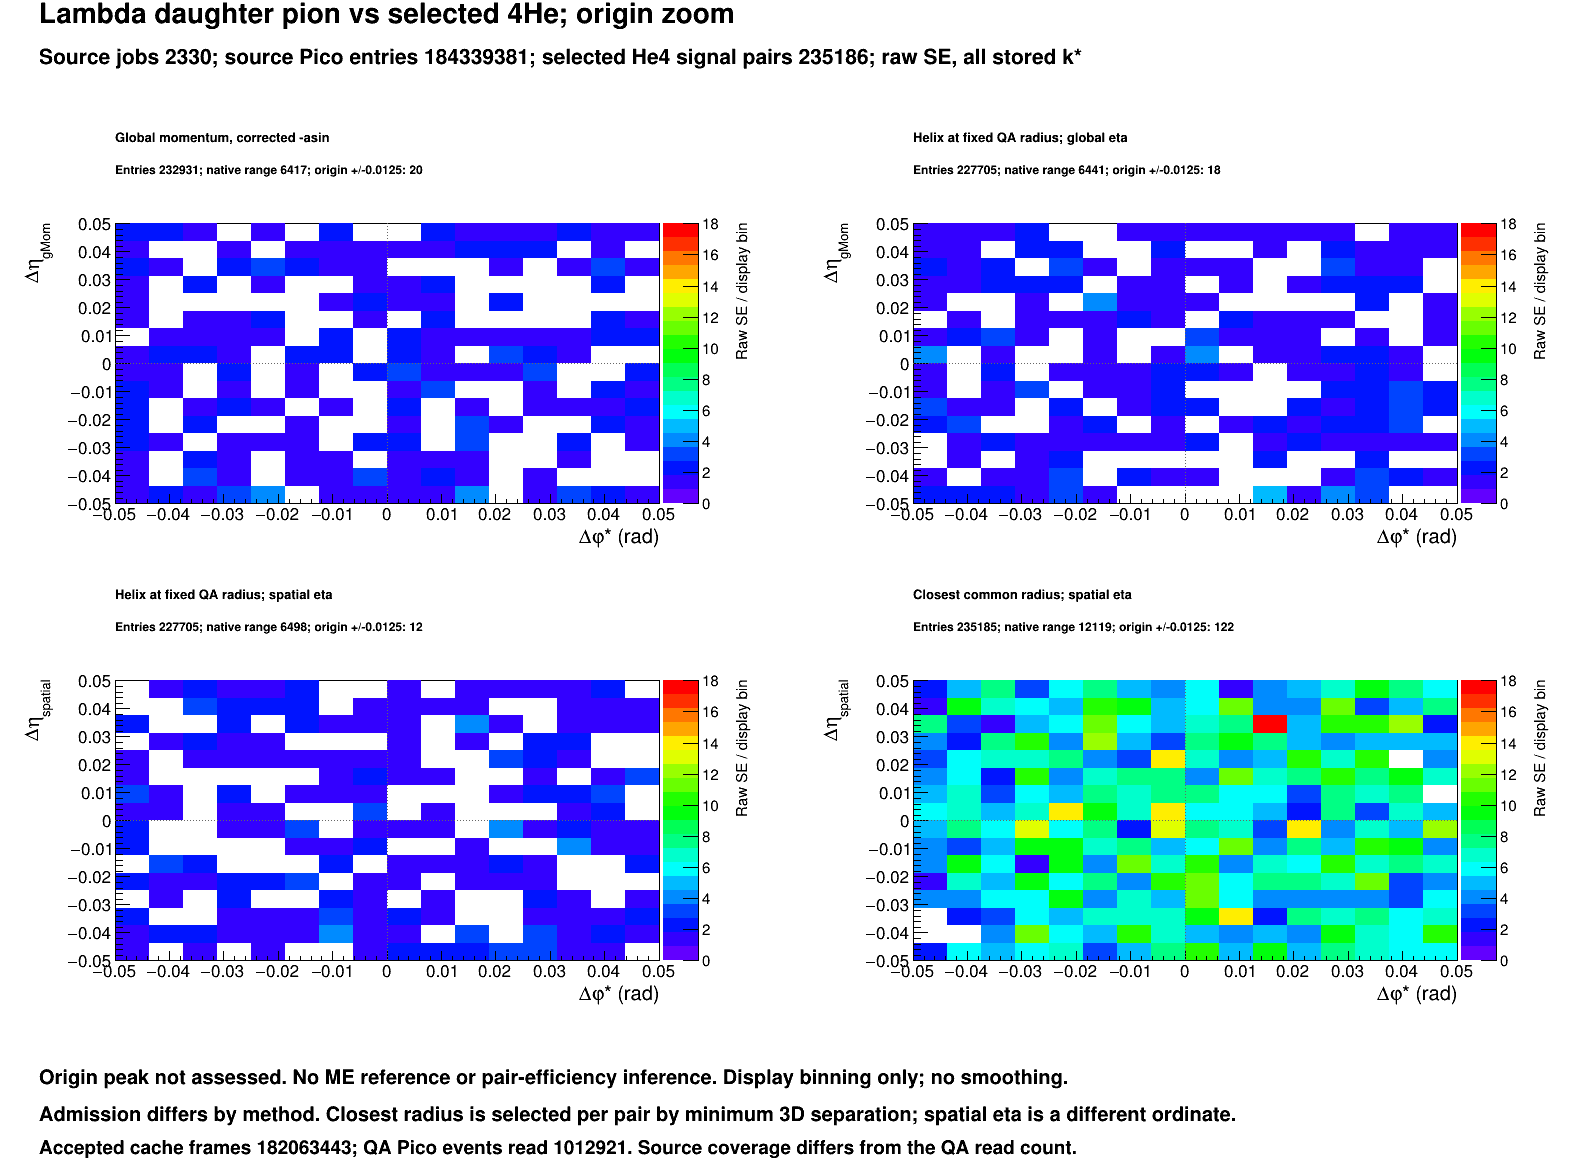 Lambda daughter pion vs selected 4He; origin zoom
Source jobs 2330; source Pico entries 184339381; selected He4 signal pairs 235186; raw SE, all stored k*
Global momentum, corrected -asin
Entries 232931; native range 6417; origin +/-0.0125: 20
0.05
0.04
0.03
0.02
0.01
0
−0.01
−0.02
−0.03
−0.04
−0.05
−0.05 −0.04 −0.03 −0.02 −0.01 0 0.01 0.02 0.03 0.04 0.05
Δφ* (rad)
Δη gMom
18
16
14
12
10
8
6
4
2
0
Raw SE / display bin
Helix at fixed QA radius; global eta
Entries 227705; native range 6441; origin +/-0.0125: 18
0.05
0.04
0.03
0.02
0.01
0
−0.01
−0.02
−0.03
−0.04
−0.05
−0.05 −0.04 −0.03 −0.02 −0.01 0 0.01 0.02 0.03 0.04 0.05
Δφ* (rad)
Δη gMom
18
16
14
12
10
8
6
4
2
0
Raw SE / display bin
Helix at fixed QA radius; spatial eta
Entries 227705; native range 6498; origin +/-0.0125: 12
0.05
0.04
0.03
0.02
0.01
0
−0.01
−0.02
−0.03
−0.04
−0.05
−0.05 −0.04 −0.03 −0.02 −0.01 0 0.01 0.02 0.03 0.04 0.05
Δφ* (rad)
Δη spatial
18
16
14
12
10
8
6
4
2
0
Raw SE / display bin
Closest common radius; spatial eta
Entries 235185; native range 12119; origin +/-0.0125: 122
0.05
0.04
0.03
0.02
0.01
0
−0.01
−0.02
−0.03
−0.04
−0.05
−0.05 −0.04 −0.03 −0.02 −0.01 0 0.01 0.02 0.03 0.04 0.05
Δφ* (rad)
Δη spatial
18
16
14
12
10
8
6
4
2
0
Raw SE / display bin
Origin peak not assessed. No ME reference or pair-efficiency inference. Display binning only; no smoothing.
Admission differs by method. Closest radius is selected per pair by minimum 3D separation; spatial eta is a different ordinate.
Accepted cache frames 182063443; QA Pico events read 1012921. Source coverage differs from the QA read count.